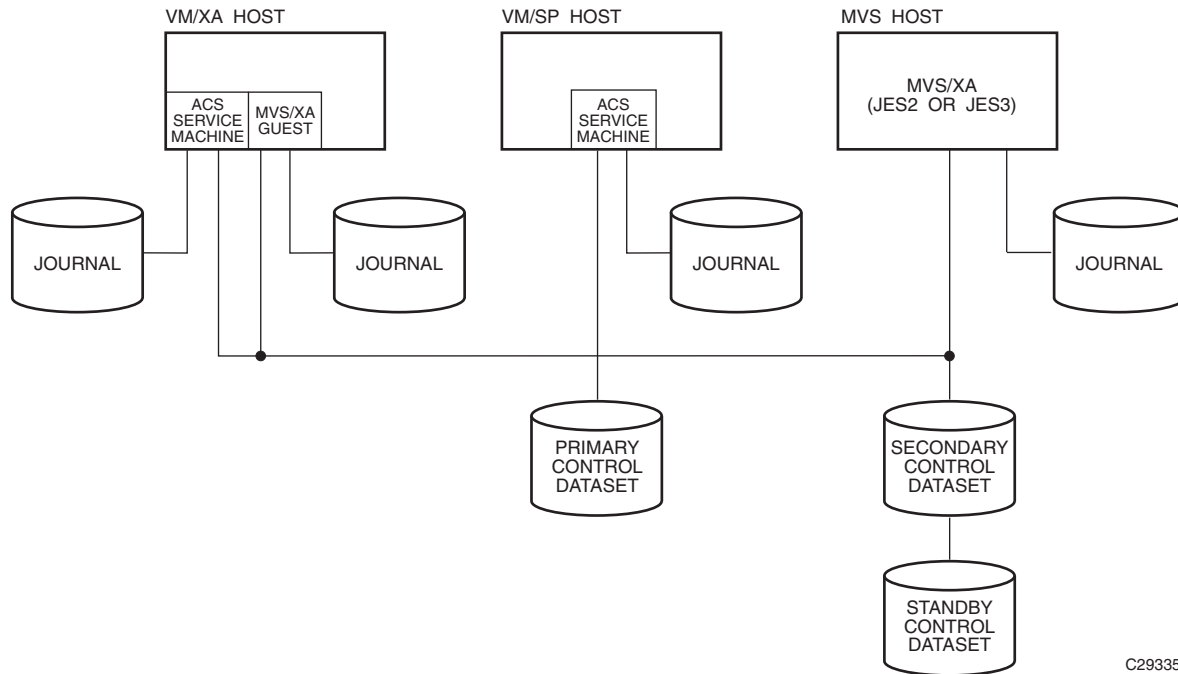 VM/XA HOST
VM/SP HOST
MVS HOST
ACS
SERVICE
MACHINE
MVS/XA
GUEST
ACS
SERVICE
MACHINE
MVS/XA
(JES2 OR JES3)
JOURNAL
JOURNAL
JOURNAL
JOURNAL
PRIMARY
CONTROL
DATASET
SECONDARY
CONTROL
DATASET
STANDBY
CONTROL
DATASET
C29335